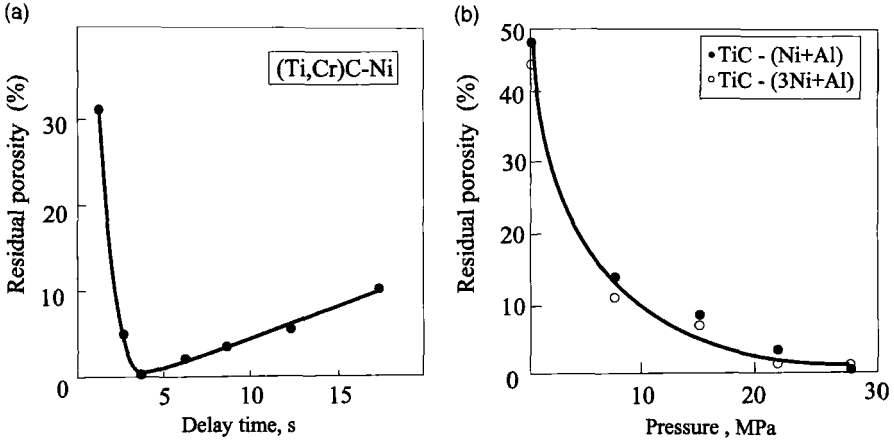 (a)
(Ti,Cr)C-Ni
Residual porosity (%)
30
20
10
0
5
10
15
Delay time, s
(b)
50
40
30
20
10
0
TiC - (Ni+Al)
TiC - (3Ni+Al)
Residual porosity (%)
10
20
30
Pressure , MPa